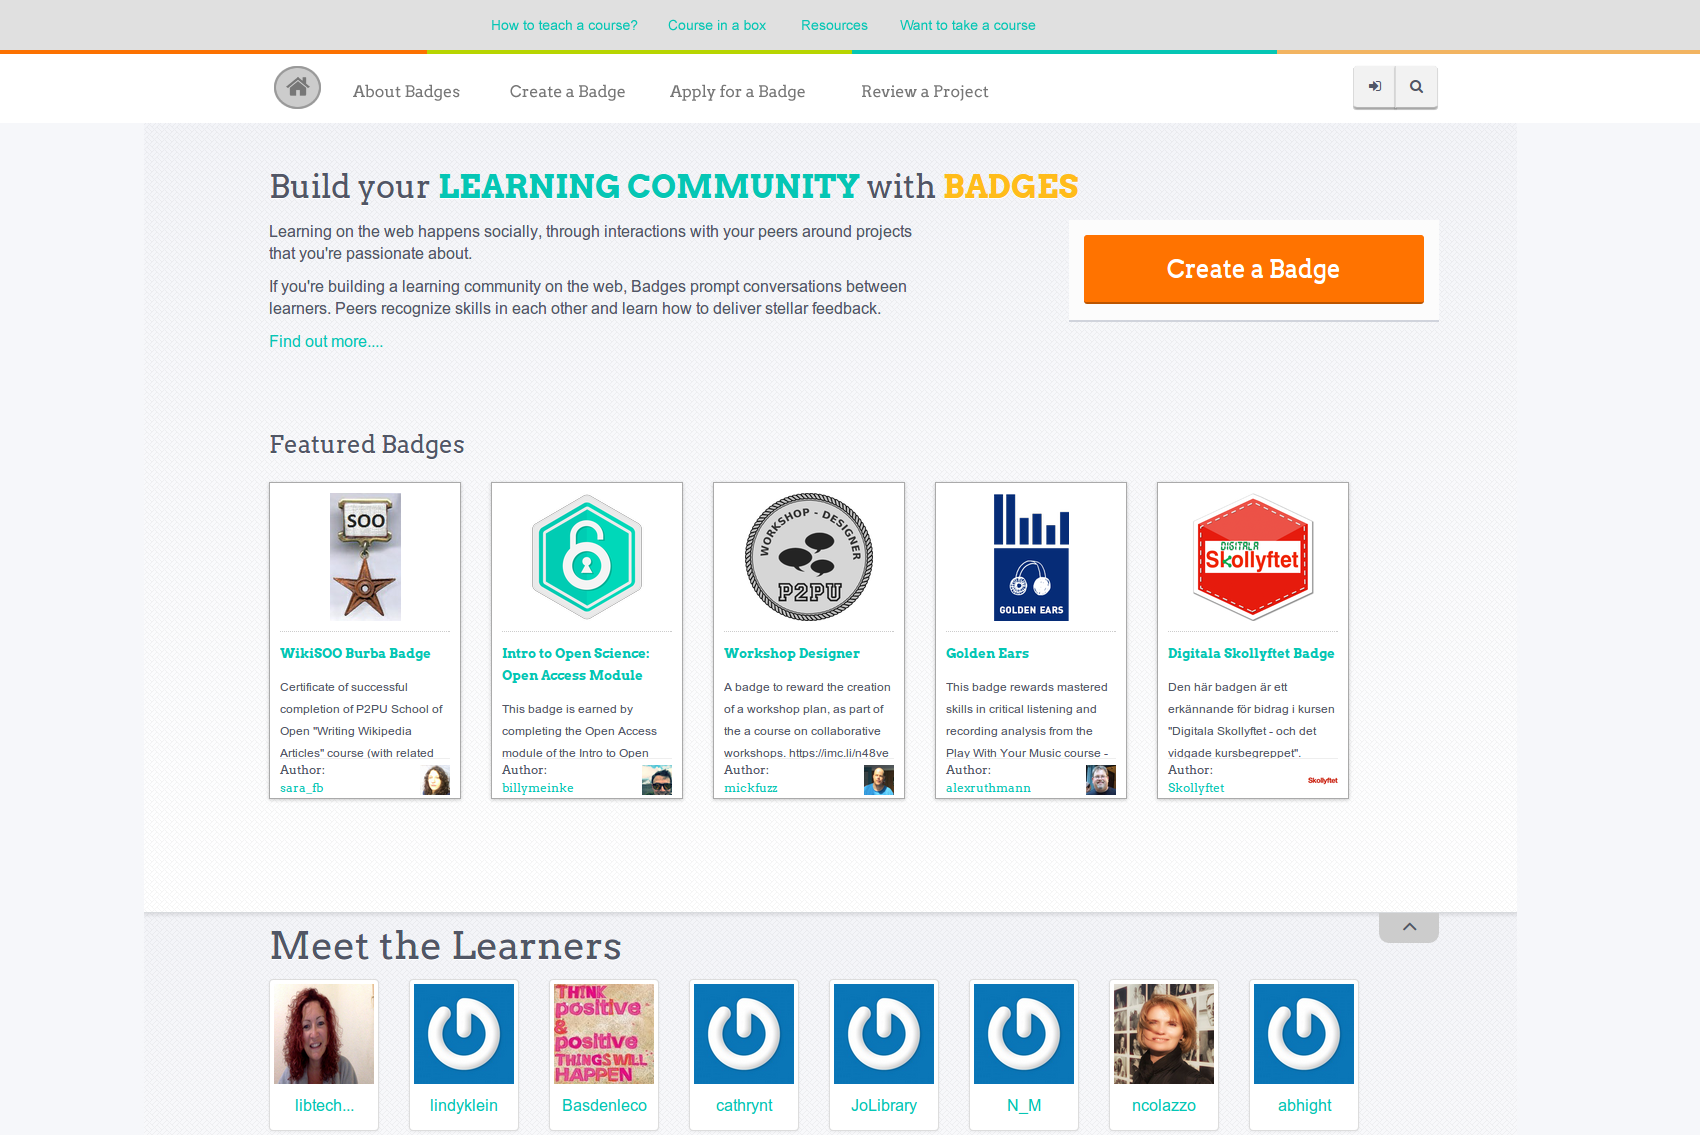 How to teach a course? Course in a box Resources Want to take a course
About Badges Create a Badge Apply for a Badge Review a Project
Build your LEARNING COMMUNITY with BADGES
Learning on the web happens socially, through interactions with your peers around projects
that you're passionate about.
If you're building a learning community on the web, Badges prompt conversations between
learners. Peers recognize skills in each other and learn how to deliver stellar feedback.
Find out more....
Create a Badge
Featured Badges
SOO
WikiSOO Burba Badge
Certificate of successful
completion of P2PU School of
Open "Writing Wikipedia
Articles" course (with related
Author:
sara_fb
Intro to Open Science:
Open Access Module
This badge is earned by
completing the Open Access
module of the Intro to Open
Author:
billymeinke
WORKSHOP - DESIGNER
P2PU
Workshop Designer
A badge to reward the creation
of a workshop plan, as part of
the a course on collaborative
workshops. https://imc.li/n48ve
Author:
mickfuzz
GOLDEN EARS
Golden Ears
This badge rewards mastered
skills in critical listening and
recording analysis from the
Play With Your Music course -
Author:
alexruthmann
DIGITALA
Skollyftet
Digitala Skollyftet Badge
Den här badgen är ett
erkännande för bidrag i kursen
"Digitala Skollyftet - och det
vidgade kursbegreppet".
Author:
Skollyftet
Skollyftet
Meet the Learners
THINK
positive
&
positive
THINGS WILL
HAPPEN
libtech... lindyklein Basdenleco cathrynt JoLibrary N_M ncolazzo abhight